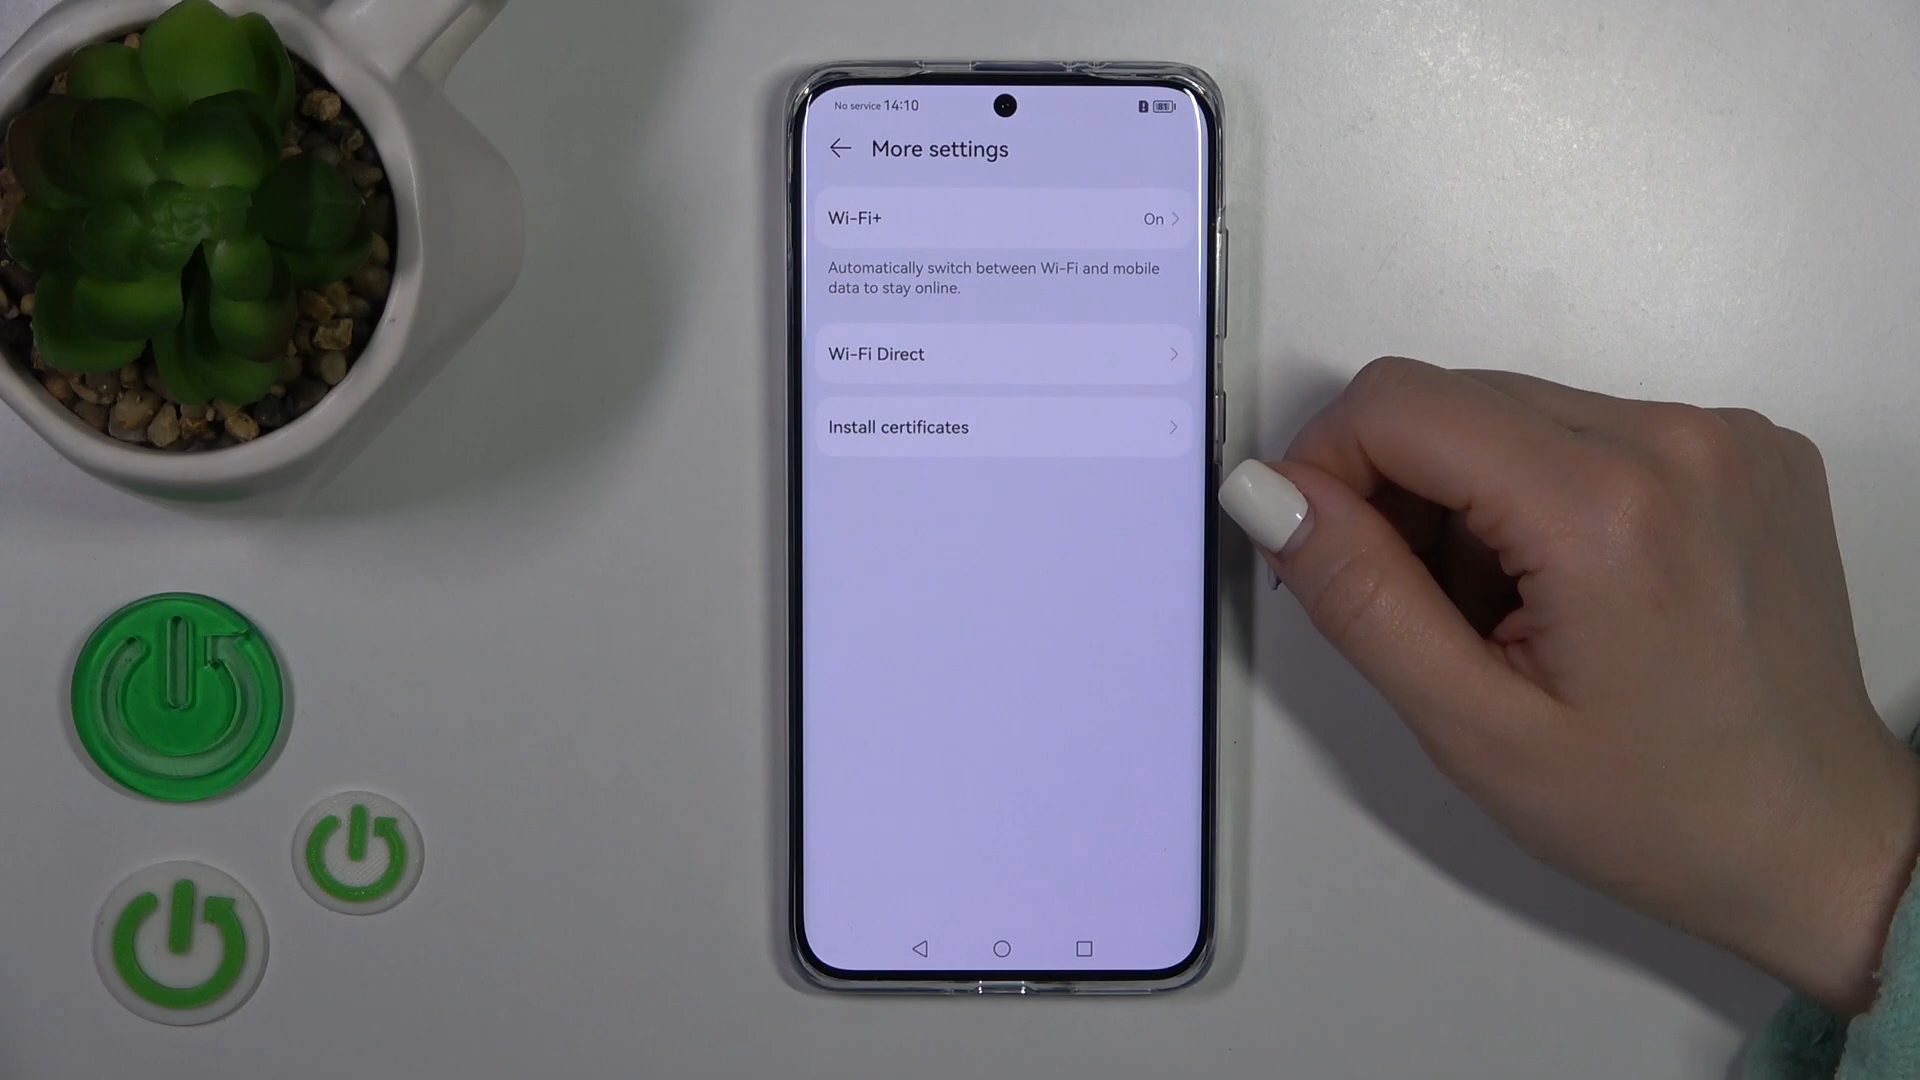 No service 14:10
81
More settings
Wi-Fi+
On
Automatically switch between Wi-Fi and mobile
data to stay online.
Wi-Fi Direct
Install certificates